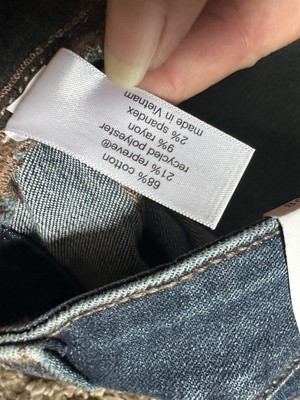 68% cotton
21% repreve®
recycled polyester
9% rayon
2% spandex
made in Vietnam